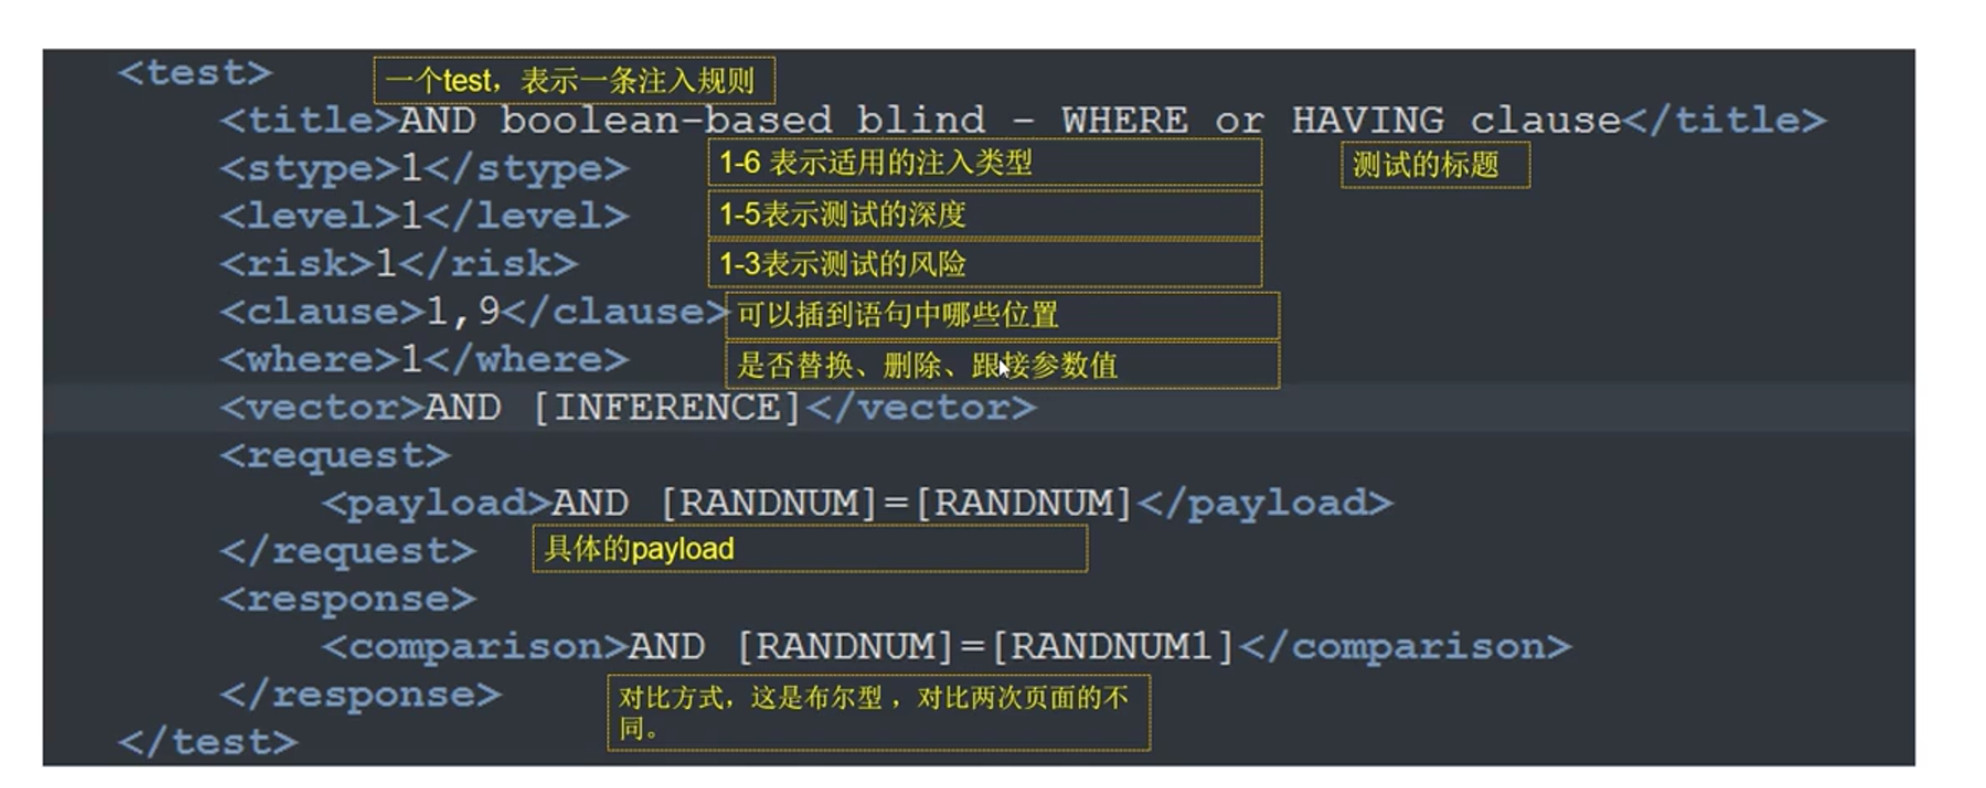 <test> 一个test，表示一条注入规则
<title>AND boolean-based blind - WHERE or HAVING clause</title>
<stype>1</stype> 1-6 表示适用的注入类型 测试的标题
<level>1</level> 1-5表示测试的深度
<risk>1</risk> 1-3表示测试的风险
<clause>1,9</clause> 可以插到语句中哪些位置
<where>1</where> 是否替换、删除、跟接参数值
<vector>AND [INFERENCE]</vector>
<request>
<payload>AND [RANDNUM]=[RANDNUM]</payload>
</request> 具体的payload
<response>
<comparison>AND [RANDNUM]=[RANDNUM1]</comparison>
</response> 对比方式，这是布尔型，对比两次页面的不
同。
</test>